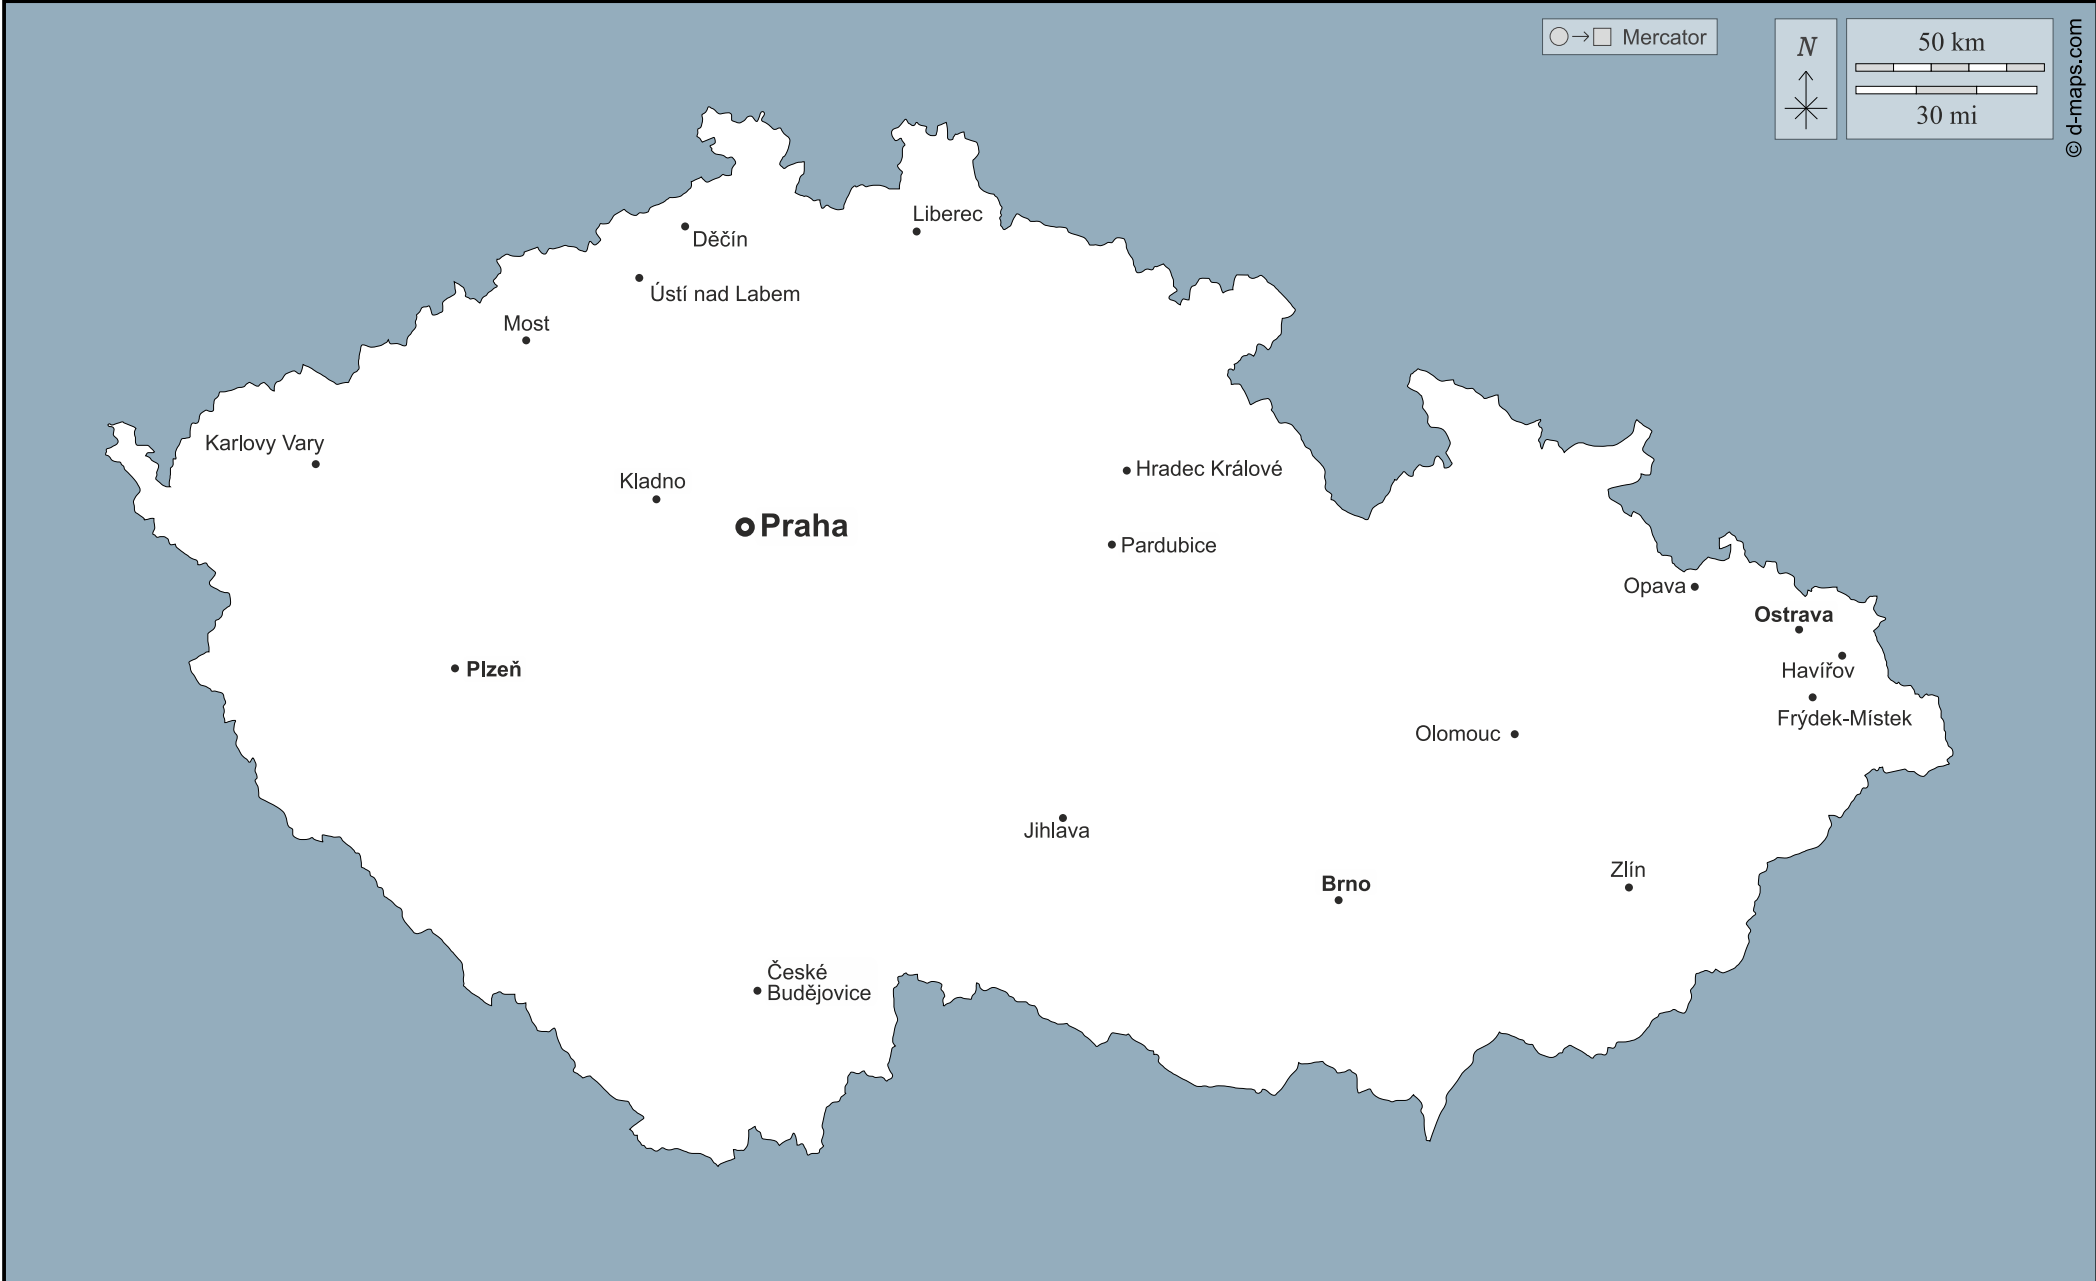 Mercator
N
50 km
30 mi
© d-maps.com
Liberec
Děčín
Ústí nad Labem
Most
Karlovy Vary
Hradec Králové
Kladno
Praha
Pardubice
Opava
Ostrava
Plzeň
Havířov
Frýdek-Místek
Olomouc
Jihlava
Zlín
Brno
České
Budějovice